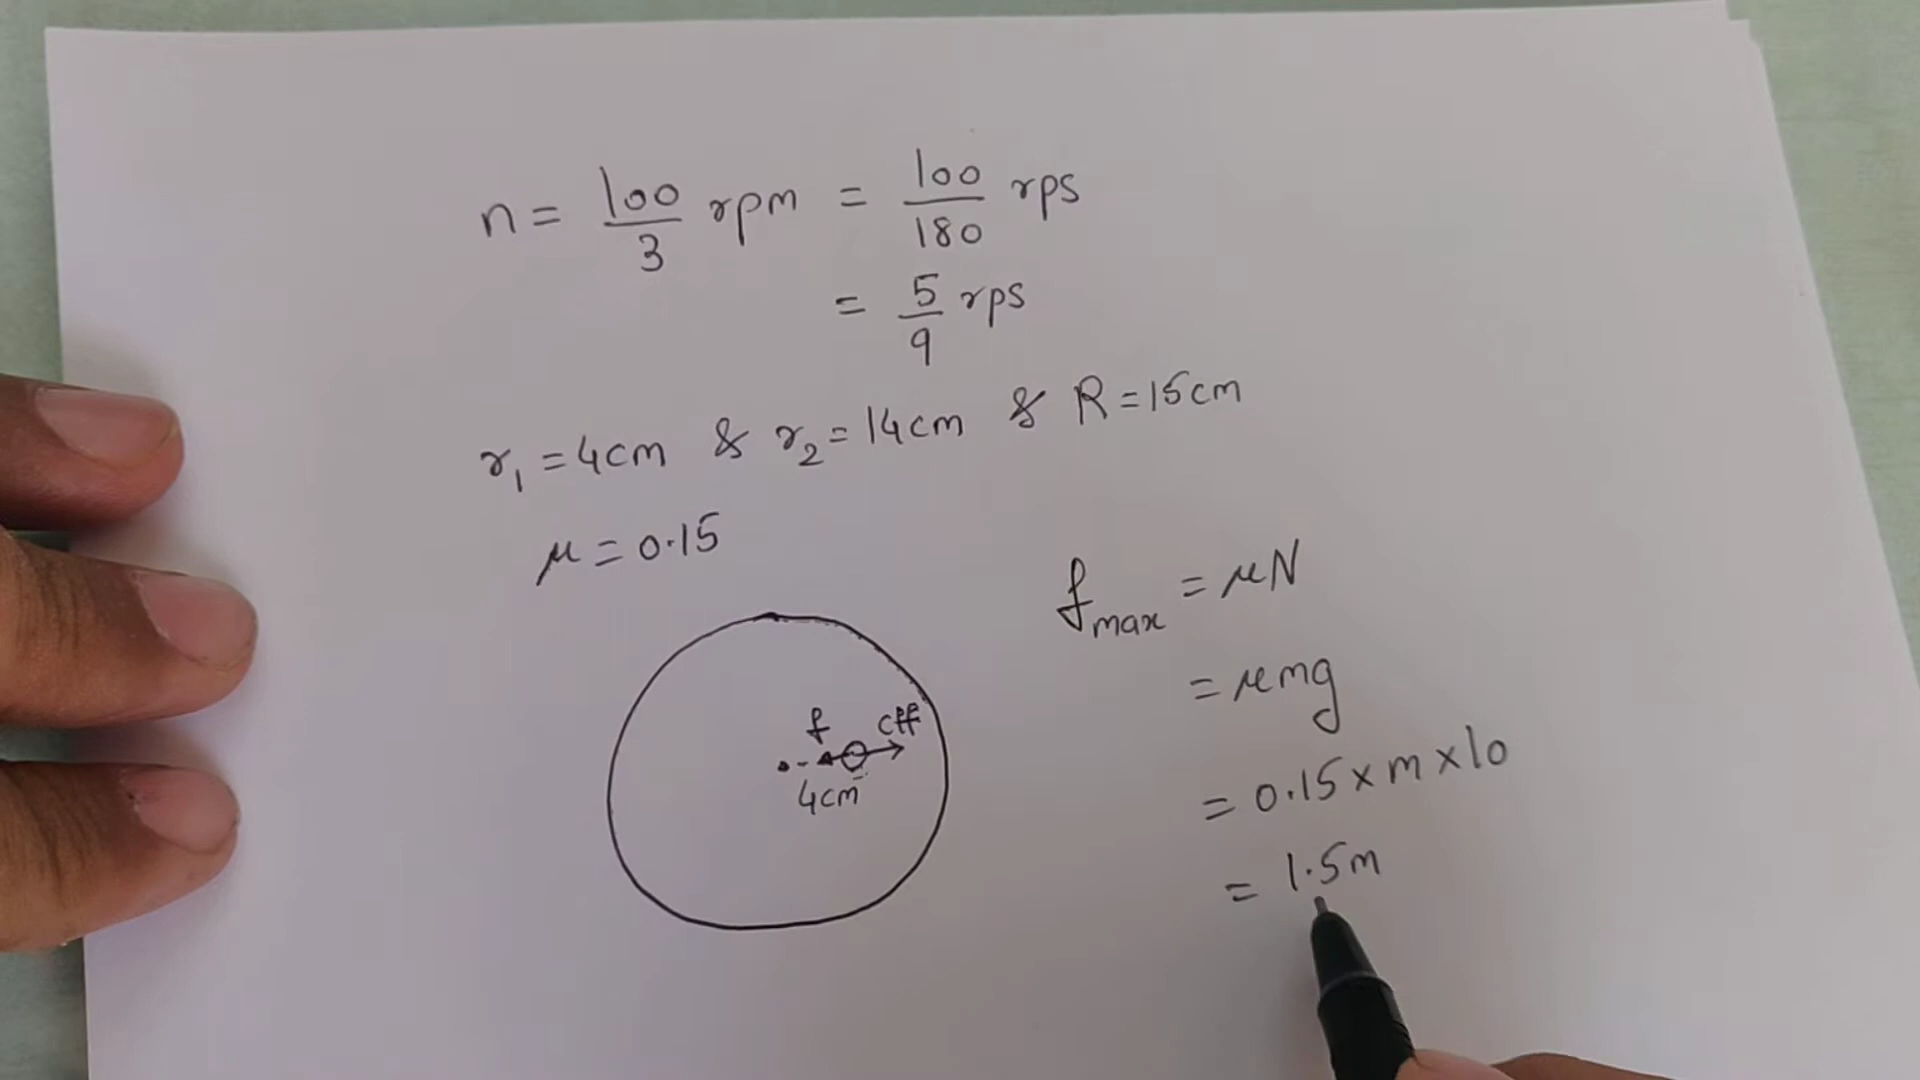 n = 100/3 rpm = 100/180 rps
= 5/9 rps
r₁ = 4cm & r₂ = 14cm & R = 15cm
μ = 0.15
f cff
4cm
fmax = μN
= μmg
= 0.15 × m × 10
= 1.5m